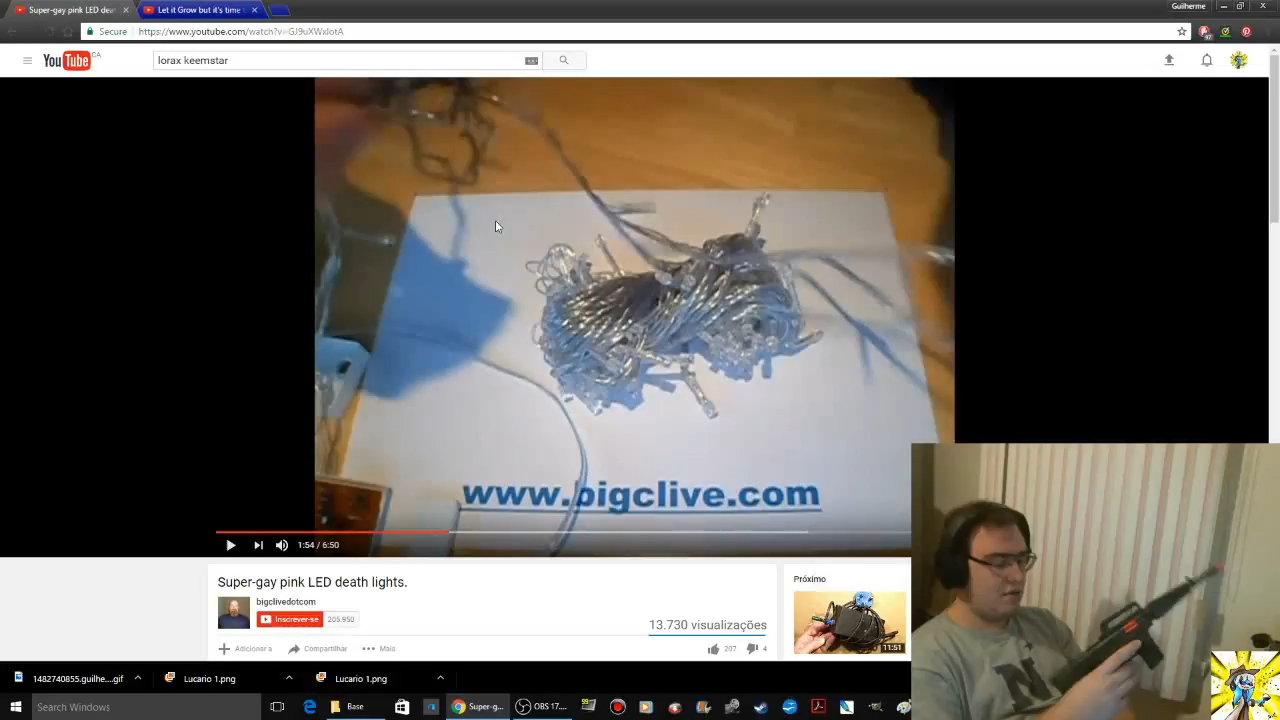 Super-gay pink LED deat
Let it Grow but it's time
Guilherme
Secure
https://www.youtube.com/watch?v=GJ9uXWxlotA
YouTube CA
lorax keemstar
www.bigclive.com
1:54 / 6:50
Super-gay pink LED death lights.
bigclivedotcom
Inscrever-se 205.950
13.730 visualizações
Adicionar a
Compartilhar
Mais
207
4
Próximo
11:51
1482740855.guilhe....gif
Lucario 1.png
Lucario 1.png
Search Windows
Base
Super-g...
OBS 17....